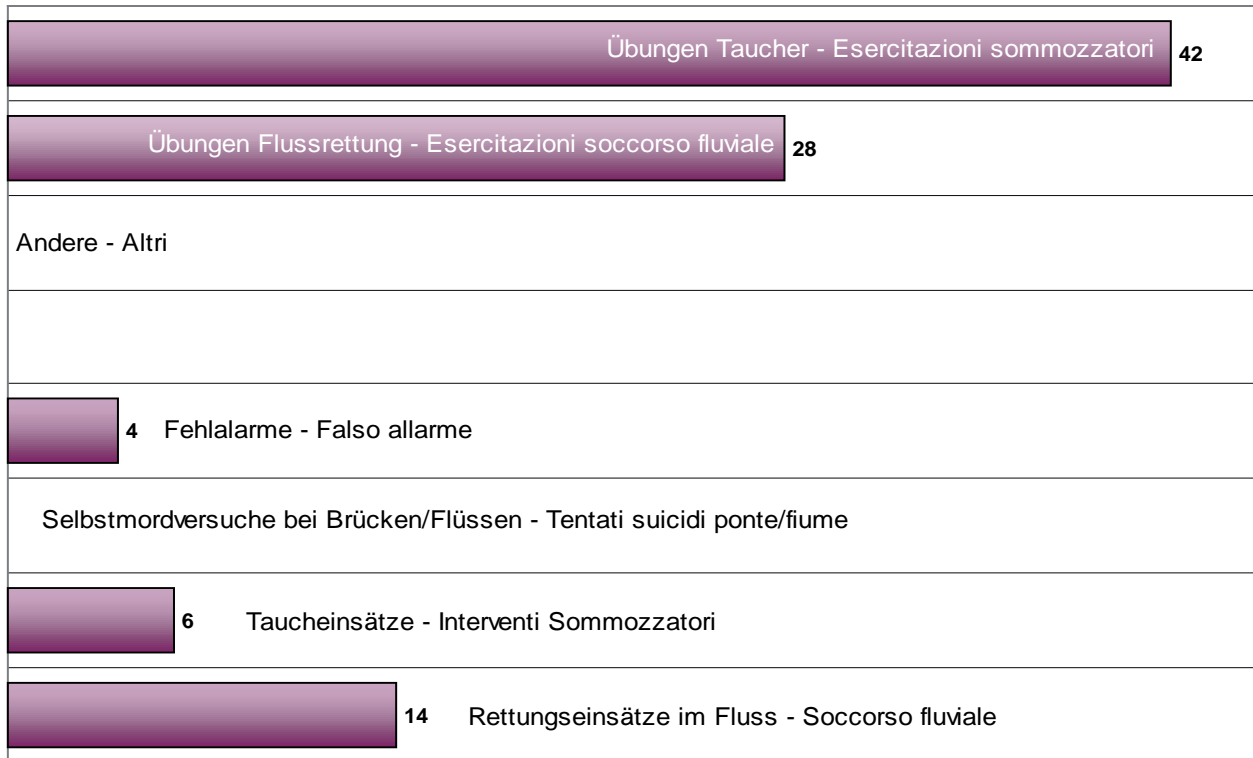 Übungen Taucher - Esercitazioni sommozzatori 42
Übungen Flussrettung - Esercitazioni soccorso fluviale 28
Andere - Altri
4 Fehlalarme - Falso allarme
Selbstmordversuche bei Brücken/Flüssen - Tentati suicidi ponte/fiume
6 Taucheinsätze - Interventi Sommozzatori
14 Rettungseinsätze im Fluss - Soccorso fluviale